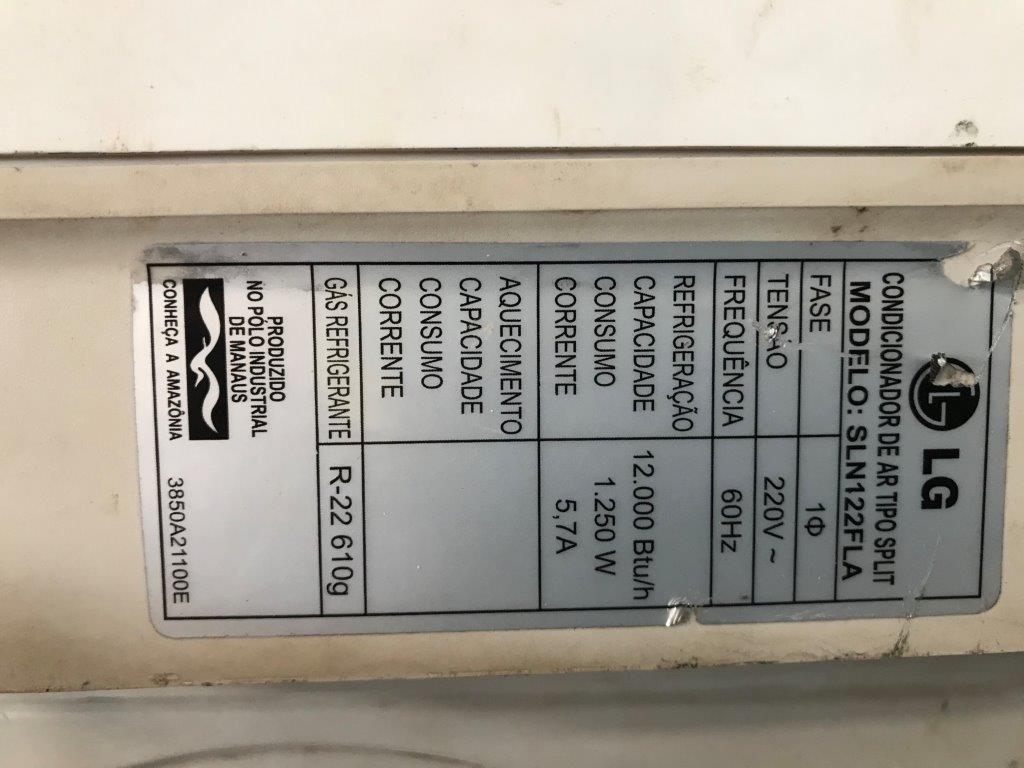 LG
CONDICIONADOR DE AR TIPO SPLIT
MODELO: SLN122FLA
FASE 1Φ
TENSÃO 220V ~
FREQUÊNCIA 60Hz
REFRIGERAÇÃO
CAPACIDADE 12.000 Btu/h
CONSUMO 1.250 W
CORRENTE 5,7A
AQUECIMENTO
CAPACIDADE
CONSUMO
CORRENTE
GÁS REFRIGERANTE R-22 610g
PRODUZIDO
NO PÓLO INDUSTRIAL
DE MANAUS
CONHEÇA A AMAZÔNIA
3850A21100E